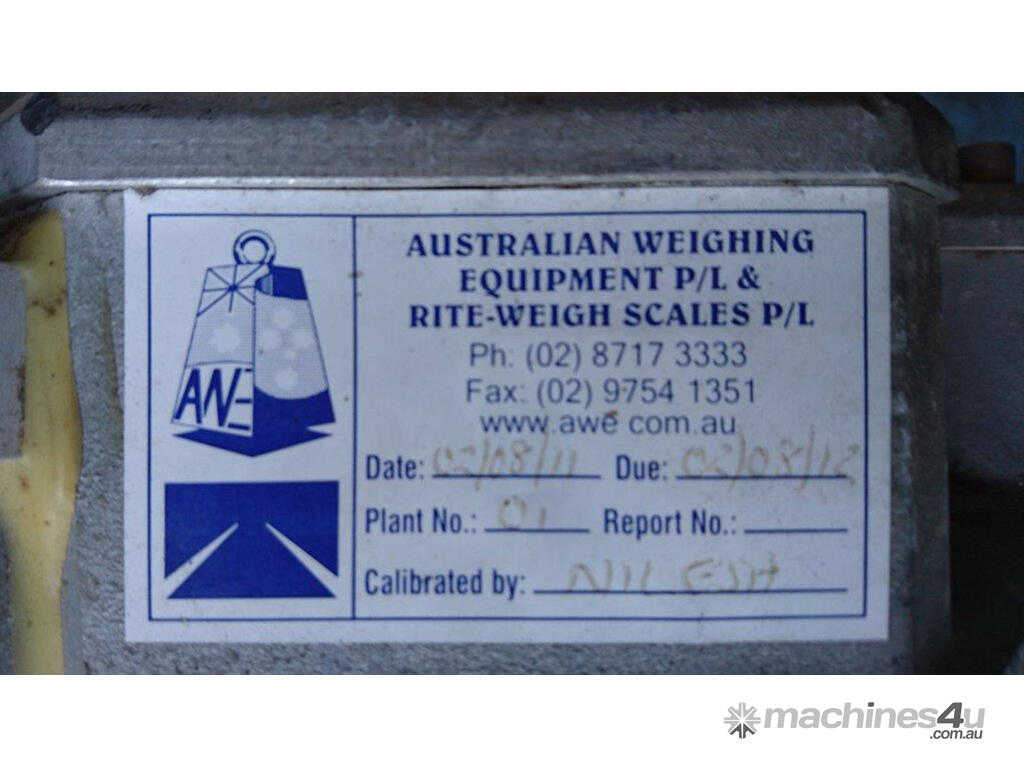 AUSTRALIAN WEIGHING
EQUIPMENT P/L &
RITE-WEIGH SCALES P/L
Ph: (02) 8717 3333
Fax: (02) 9754 1351
www.awe com.au
AWE
Date: 02/08/11 Due: 02/08/12
Plant No.: 01 Report No.:
Calibrated by: NILESH
machines4u
.com.au